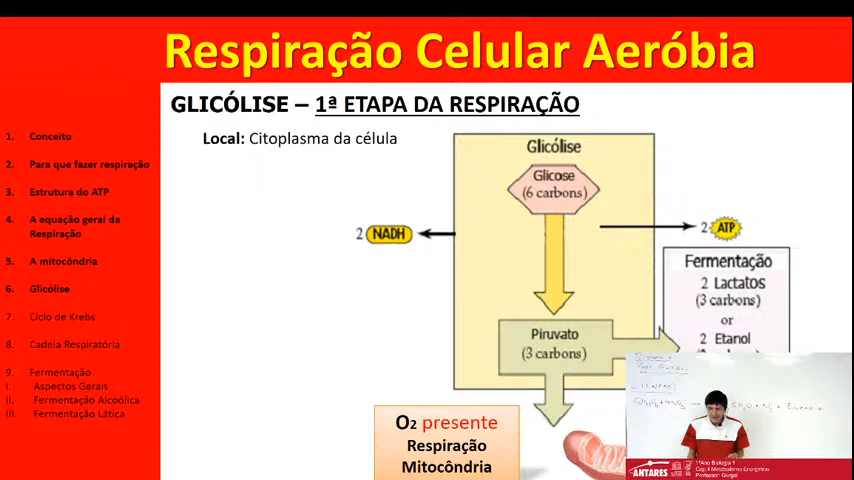 Respiração Celular Aeróbia
GLICÓLISE – 1ª ETAPA DA RESPIRAÇÃO
Local: Citoplasma da célula
1. Conceito
2. Para que fazer respiração
3. Estrutura do ATP
4. A equação geral da
Respiração
5. A mitocôndria
6. Glicólise
7. Ciclo de Krebs
8. Cadeia Respiratória
9. Fermentação
I. Aspectos Gerais
II. Fermentação Alcoólica
III. Fermentação Lática
Glicólise
Glicose
(6 carbons)
2 NADH
2 ATP
Fermentação
2 Lactatos
(3 carbons)
or
2 Etanol
Piruvato
(3 carbons)
O2 presente
Respiração
Mitocôndria
ANTARES
1ªAno Biologia 1
Cap.4 Metabolismo Energético
Professor: Gurgel